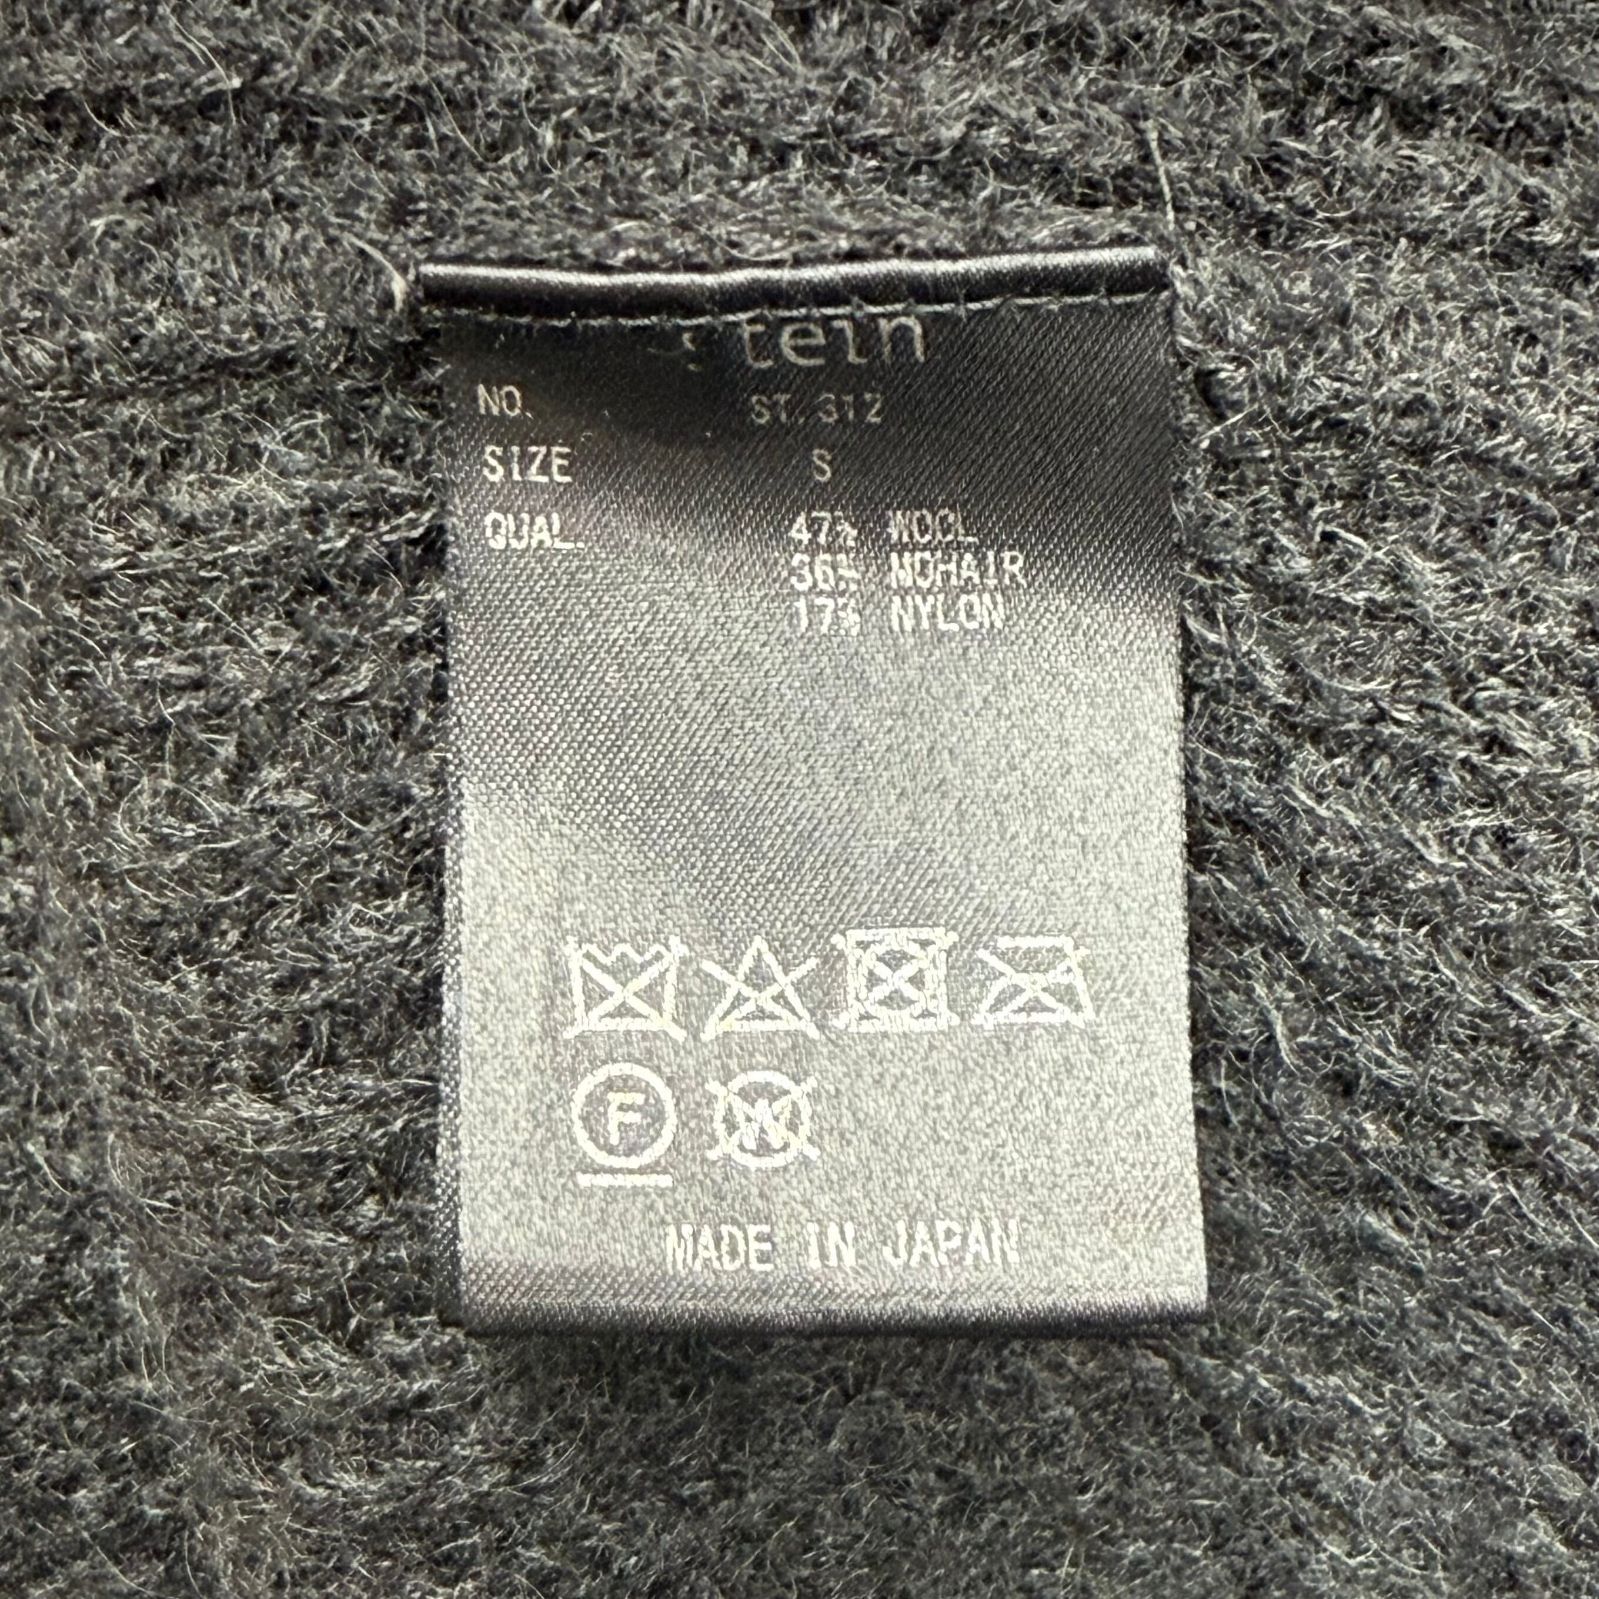 stein
NO. ST.312
SIZE S
QUAL. 47% WOOL
36% MOHAIR
17% NYLON
F
W
MADE IN JAPAN